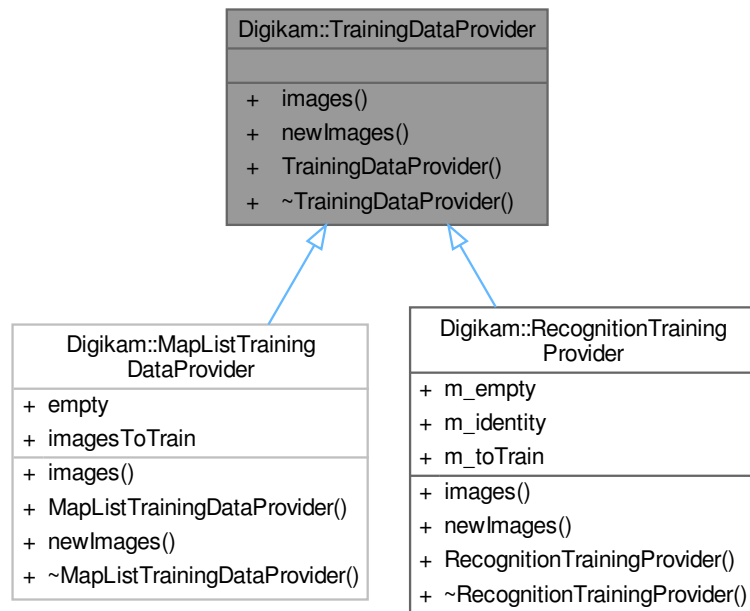 Digikam::TrainingDataProvider
+ images()
+ newImages()
+ TrainingDataProvider()
+ ~TrainingDataProvider()
Digikam::MapListTraining
DataProvider
+ empty
+ imagesToTrain
+ images()
+ MapListTrainingDataProvider()
+ newImages()
+ ~MapListTrainingDataProvider()
Digikam::RecognitionTraining
Provider
+ m_empty
+ m_identity
+ m_toTrain
+ images()
+ newImages()
+ RecognitionTrainingProvider()
+ ~RecognitionTrainingProvider()